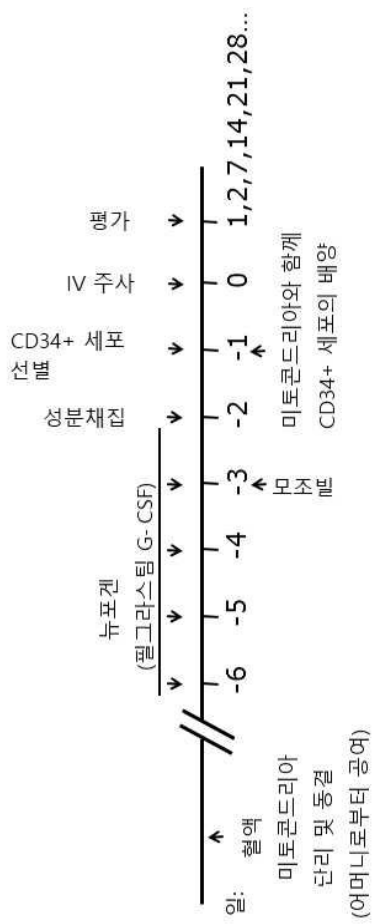 뉴포겐
(필그라스팀 G- CSF)
성분채집
CD34+ 세포
선별
IV 주사
평가
일:
-6
-5
-4
-3
-2
-1
0
1,2,7,14,21,28...
혈액
미토콘드리아
단리 및 동결
(어머니로부터 공여)
모조빌
미토콘드리아와 함께
CD34+ 세포의 배양